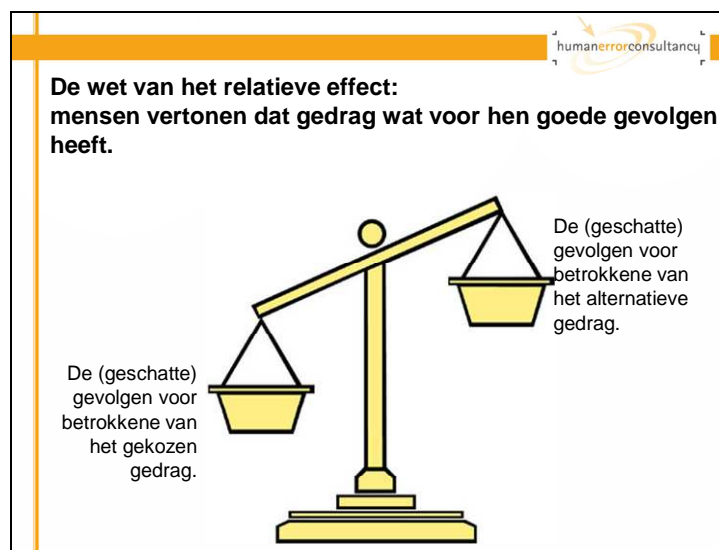 humanerrorconsultancy
De wet van het relatieve effect:
mensen vertonen dat gedrag wat voor hen goede gevolgen
heeft.
De (geschatte)
gevolgen voor
betrokkene van
het alternatieve
gedrag.
De (geschatte)
gevolgen voor
betrokkene van
het gekozen
gedrag.